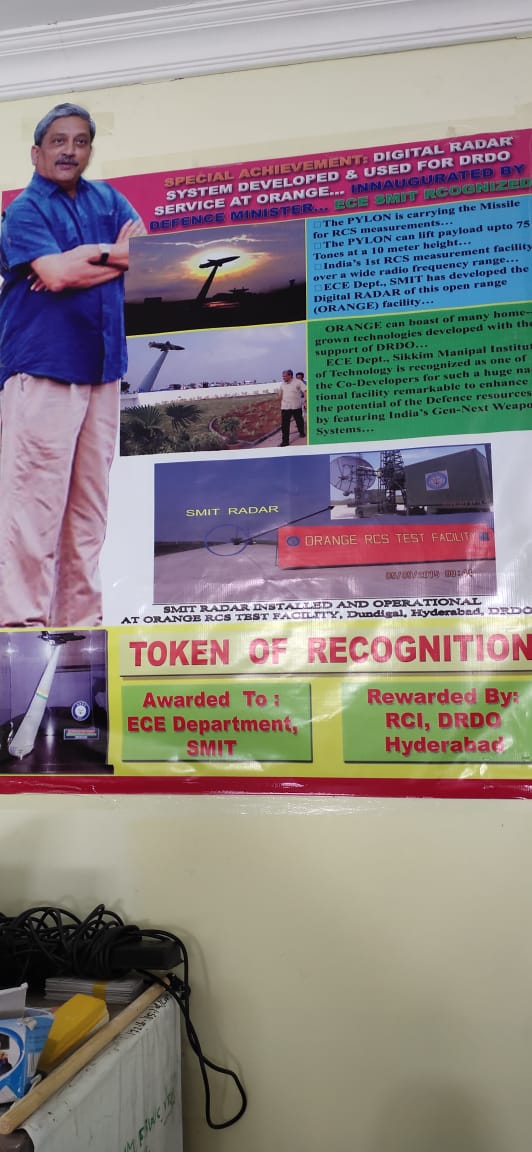 SPECIAL ACHIEVEMENT: DIGITAL RADAR
SYSTEM DEVELOPED & USED FOR DRDO
SERVICE AT ORANGE... INNAUGURATED BY
DEFENCE MINISTER... ECE SMIT RCOGNIZED
The PYLON is carrying the Missile
for RCS measurements...
The PYLON can lift payload upto 75
Tones at a 10 meter height...
India's 1st RCS measurement facility
over a wide radio frequency range...
ECE Dept., SMIT has developed the
Digital RADAR of this open range
(ORANGE) facility...
ORANGE can boast of many home-
grown technologies developed with the
support of DRDO...
ECE Dept., Sikkim Manipal Institut
of Technology is recognized as one of
the Co-Developers for such a huge na-
tional facility remarkable to enhance
the potential of the Defence resources
by featuring India's Gen-Next Weapon
Systems...
SMIT RADAR
ORANGE RCS TEST FACILITY
SMIT RADAR INSTALLED AND OPERATIONAL
AT ORANGE RCS TEST FACILITY, Dundigal, Hyderabad, DRDO
TOKEN OF RECOGNITION
Awarded To :
ECE Department,
SMIT
Rewarded By:
RCI, DRDO
Hyderabad